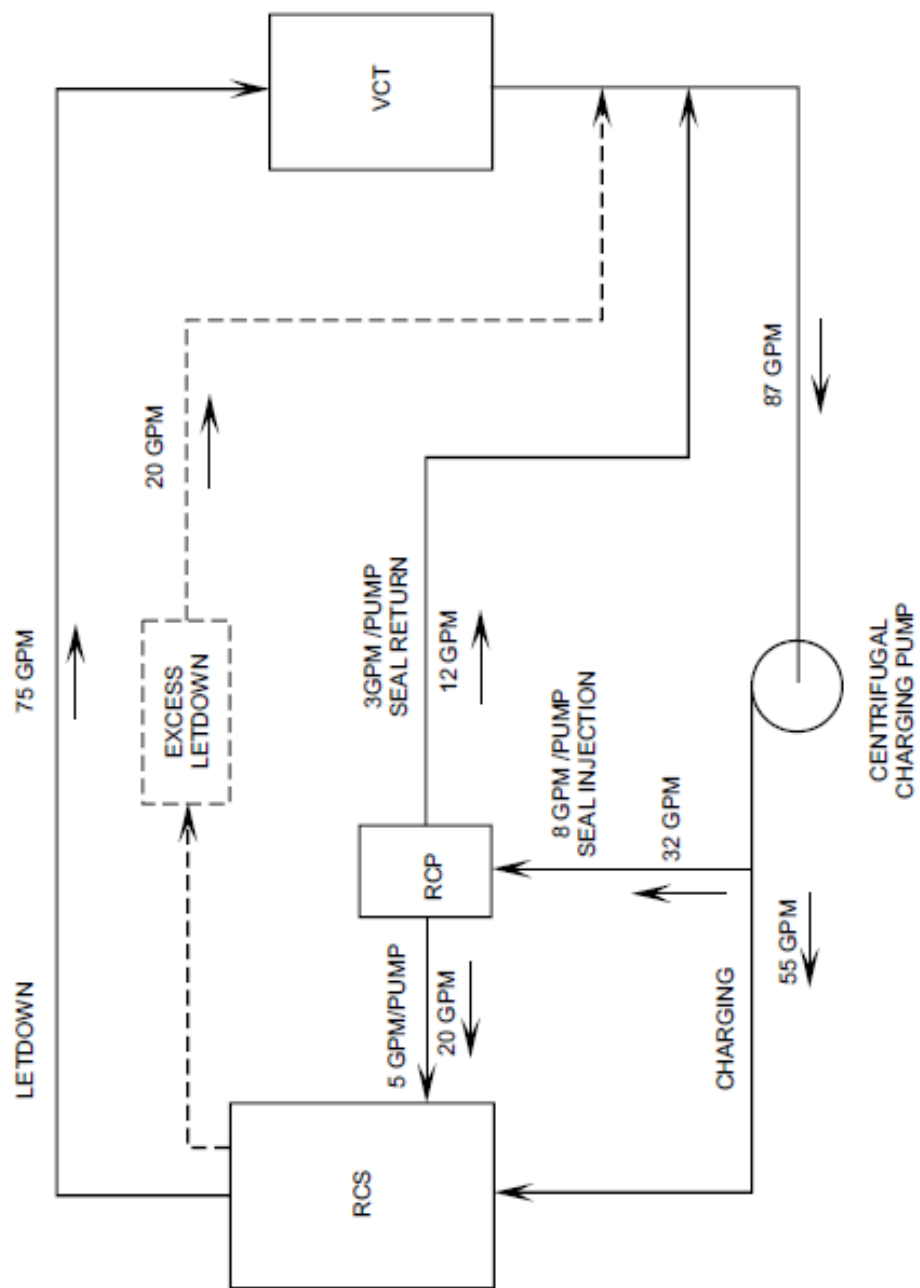 LETDOWN
75 GPM
EXCESS
LETDOWN
20 GPM
VCT
RCS
5 GPM/PUMP
20 GPM
RCP
3GPM /PUMP
SEAL RETURN
12 GPM
8 GPM /PUMP
SEAL INJECTION
32 GPM
CHARGING
55 GPM
87 GPM
CENTRIFUGAL
CHARGING PUMP